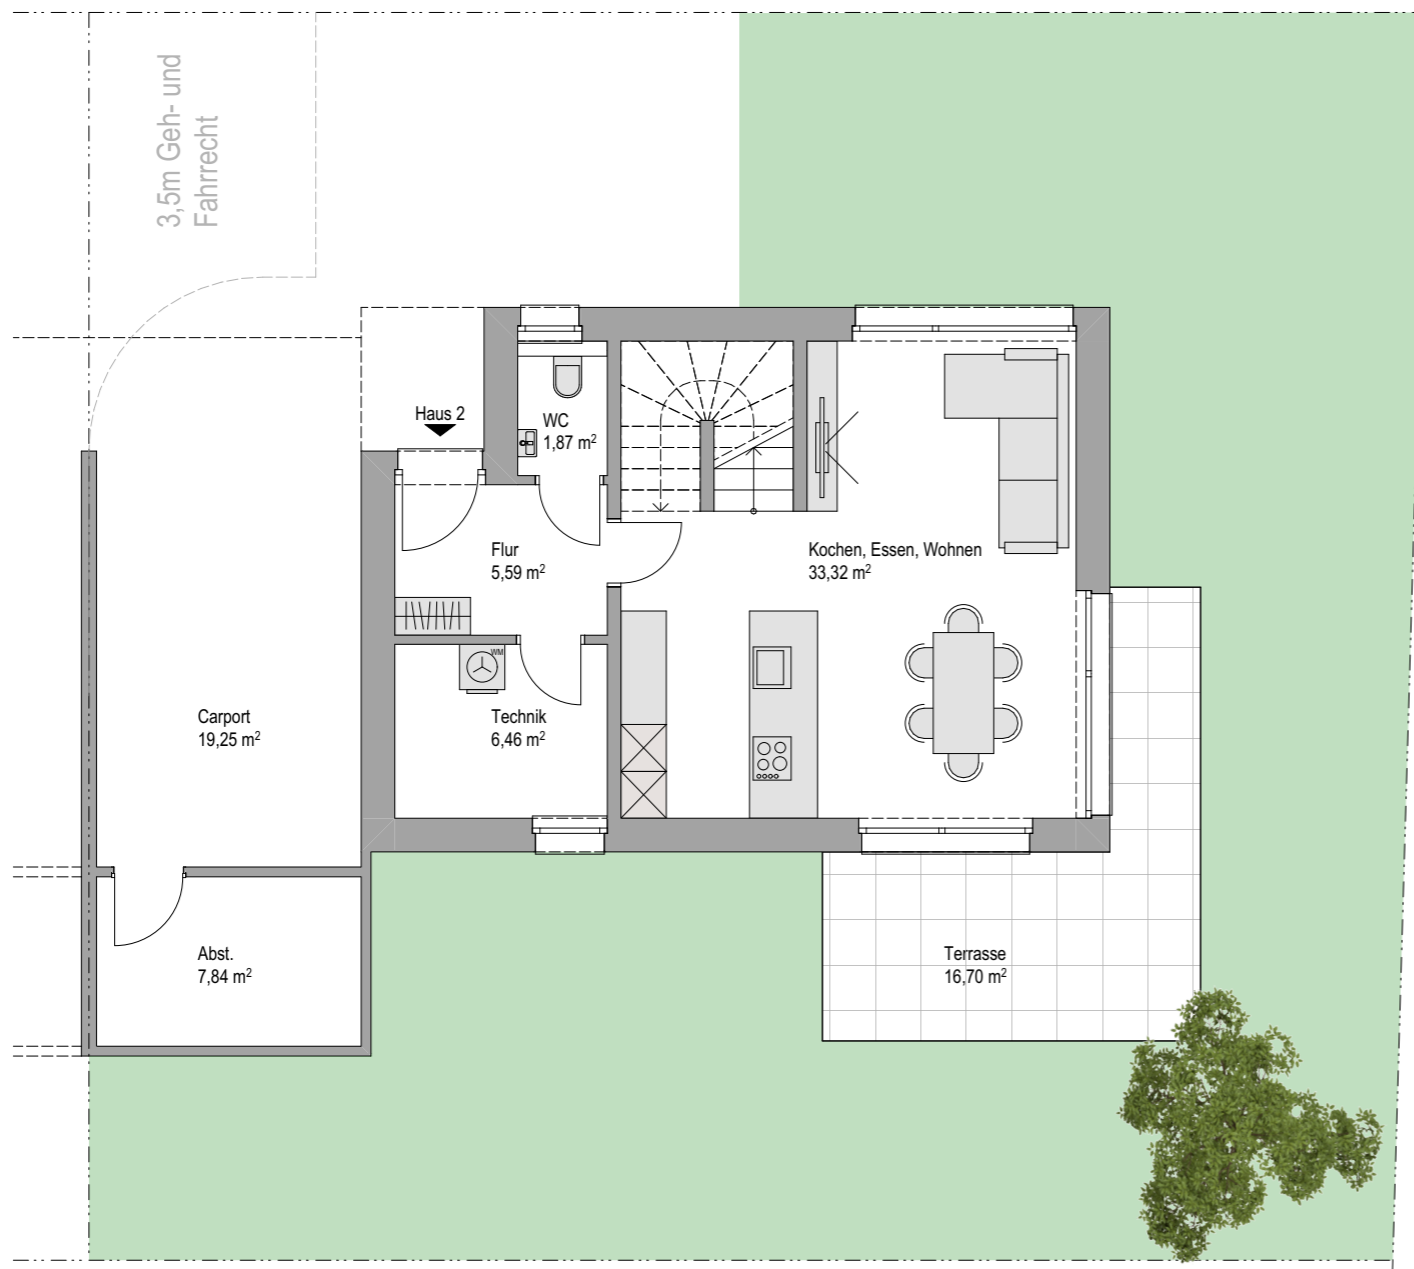 3,5m Geh- und
Fahrrecht
Haus 2
WC
1,87 m²
Flur
5,59 m²
Kochen, Essen, Wohnen
33,32 m²
WM
Carport
19,25 m²
Technik
6,46 m²
Abst.
7,84 m²
Terrasse
16,70 m²